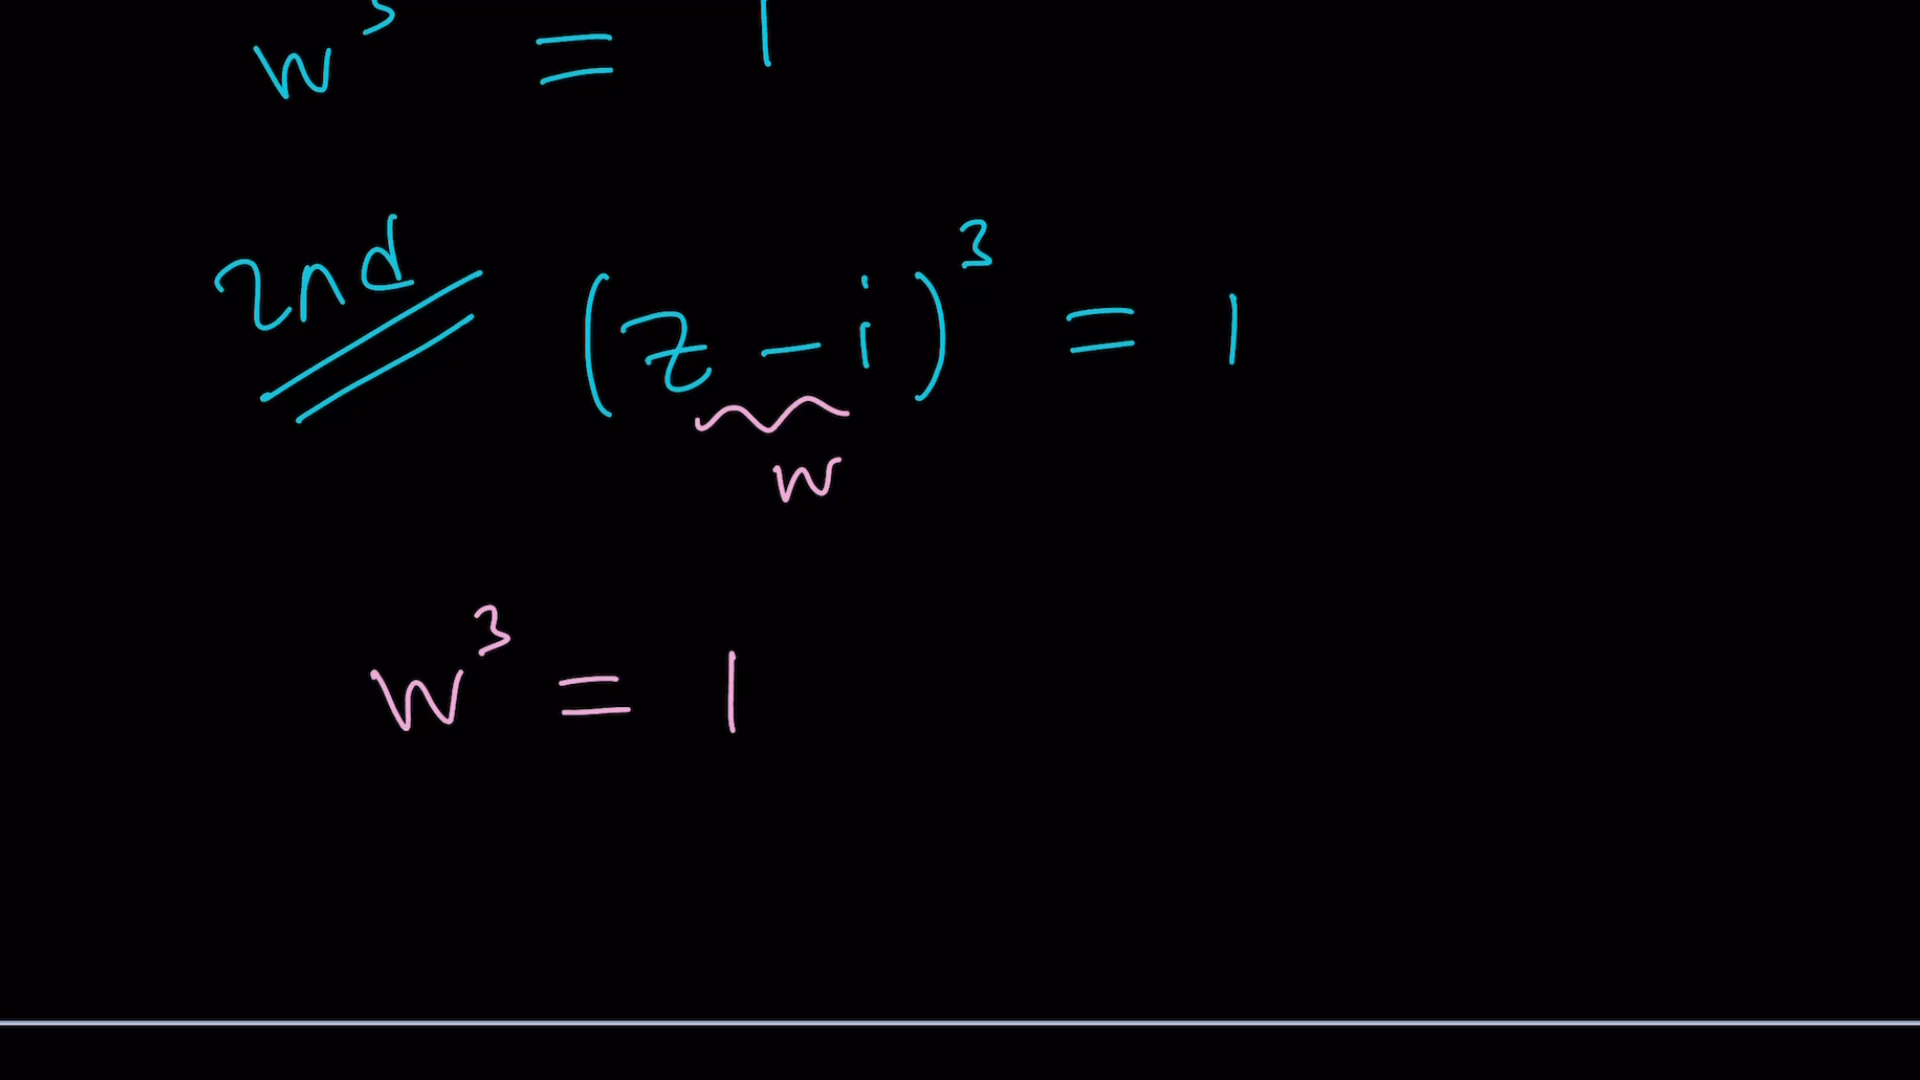 w³ = 1
2nd (z - i)³ = 1
w
w³ = 1